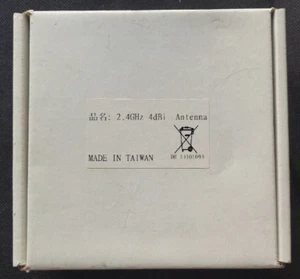 品名: 2.4GHz 4dBi Antenna
MADE IN TAIWAN